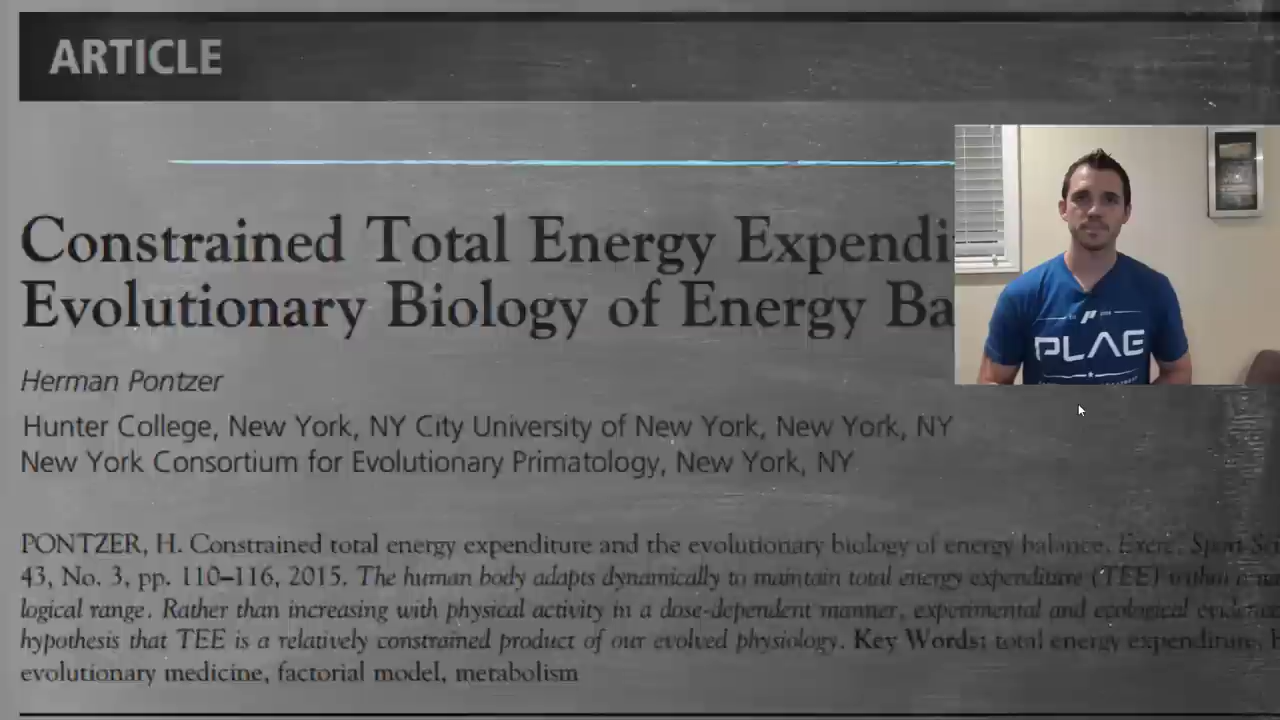 ARTICLE
Constrained Total Energy Expendi
Evolutionary Biology of Energy Ba
Herman Pontzer
Hunter College, New York, NY City University of New York, New York, NY
New York Consortium for Evolutionary Primatology, New York, NY
PLAE
PONTZER, H. Constrained total energy expenditure and the evolutionary biology of energy balance. Exerc. Sport Sci
43, No. 3, pp. 110–116, 2015. The human body adapts dynamically to maintain total energy expenditure (TEE) within a
logical range. Rather than increasing with physical activity in a dose-dependent manner, experimental and ecological evidence
hypothesis that TEE is a relatively constrained product of our evolved physiology. Key Words: total energy expenditure,
evolutionary medicine, factorial model, metabolism